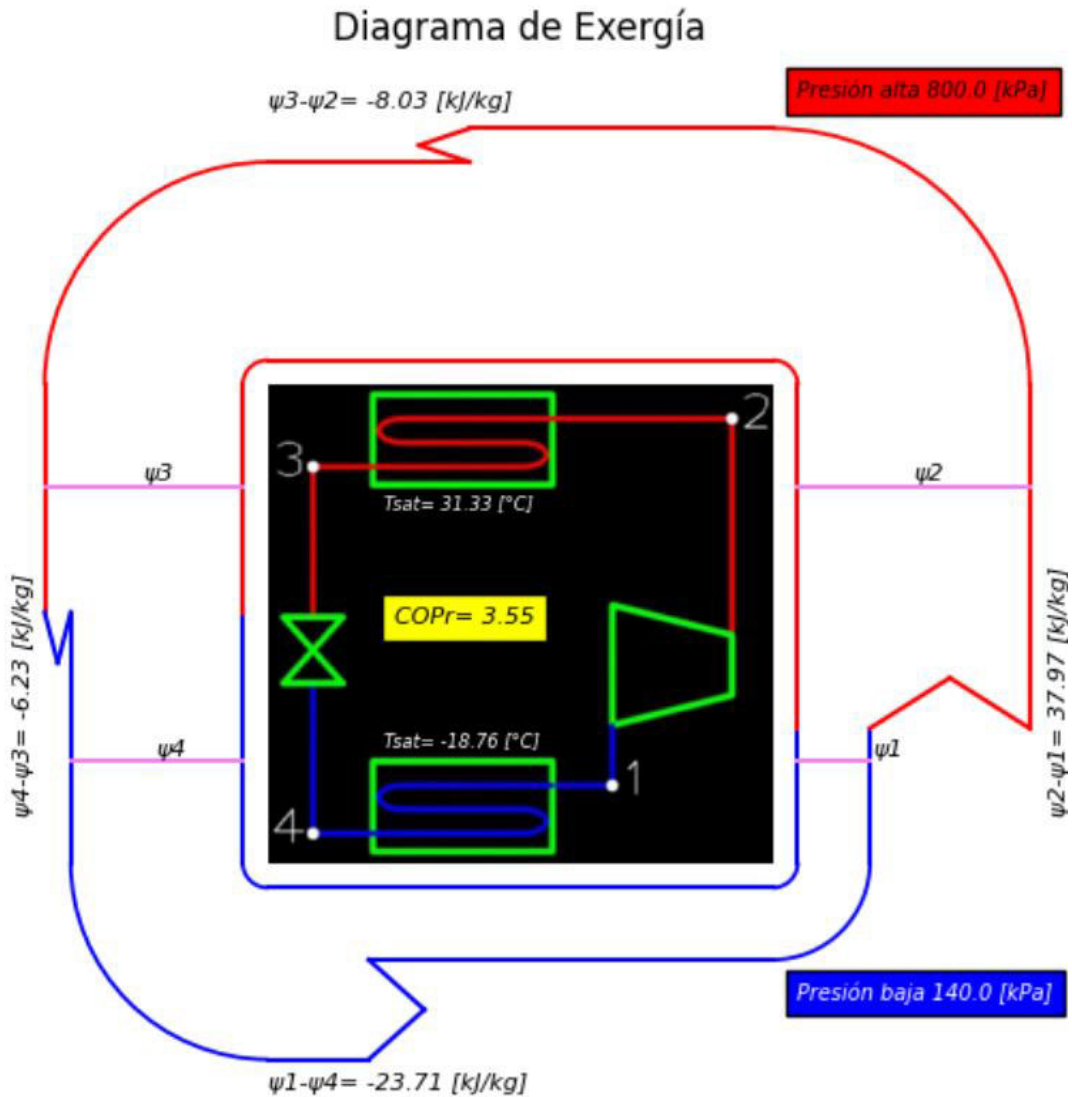 Diagrama de Exergía
Presión alta 800.0 [kPa]
ψ3-ψ2= -8.03 [kJ/kg]
2
3
ψ3
ψ2
Tsat= 31.33 [°C]
COPr= 3.55
ψ4-ψ3= -6.23 [kJ/kg]
ψ2-ψ1= 37.97 [kJ/kg]
Tsat= -18.76 [°C]
ψ4
ψ1
1
4
Presión baja 140.0 [kPa]
ψ1-ψ4= -23.71 [kJ/kg]